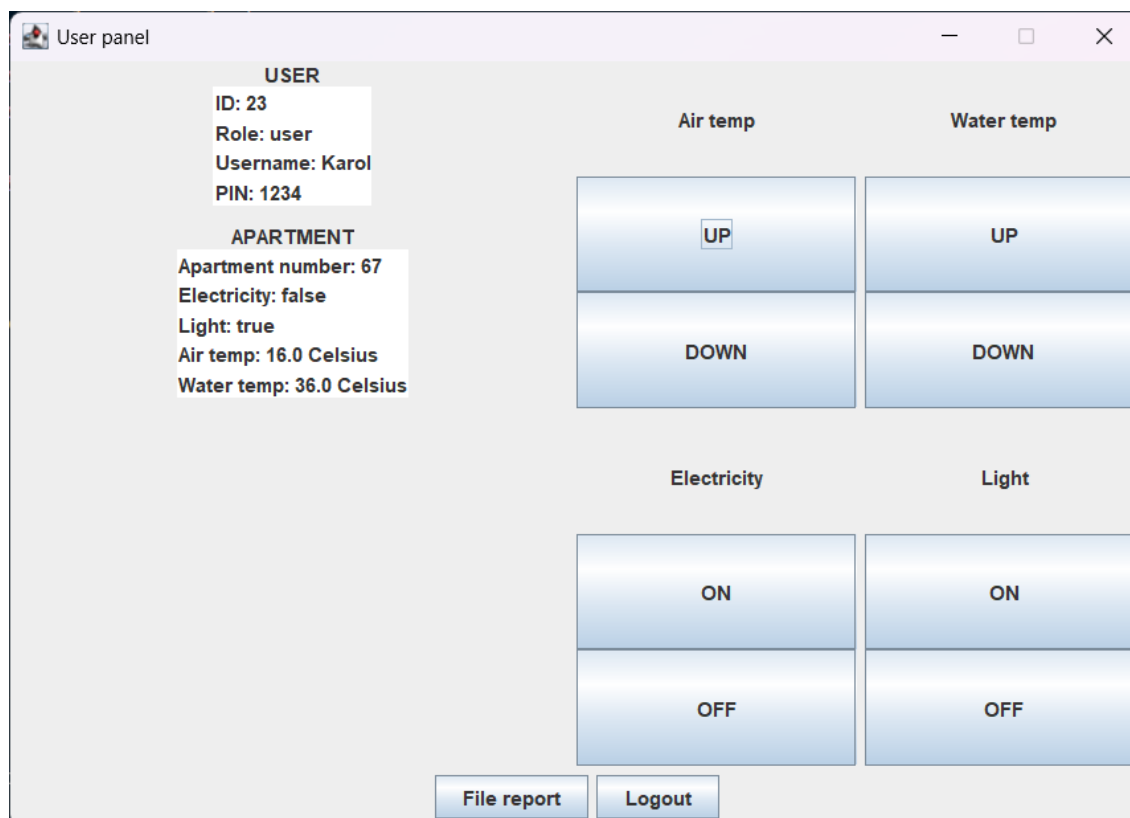 User panel
USER
ID: 23
Role: user
Username: Karol
PIN: 1234
APARTMENT
Apartment number: 67
Electricity: false
Light: true
Air temp: 16.0 Celsius
Water temp: 36.0 Celsius
Air temp
Water temp
UP
UP
DOWN
DOWN
Electricity
Light
ON
ON
OFF
OFF
File report
Logout